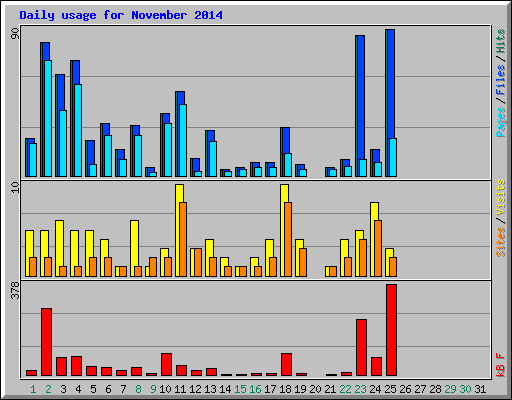 Daily usage for November 2014
90
Pages / Files / Hits
10
Sites / Visits
378
kB F
1 2 3 4 5 6 7 8 9 10 11 12 13 14 15 16 17 18 19 20 21 22 23 24 25 26 27 28 29 30 31